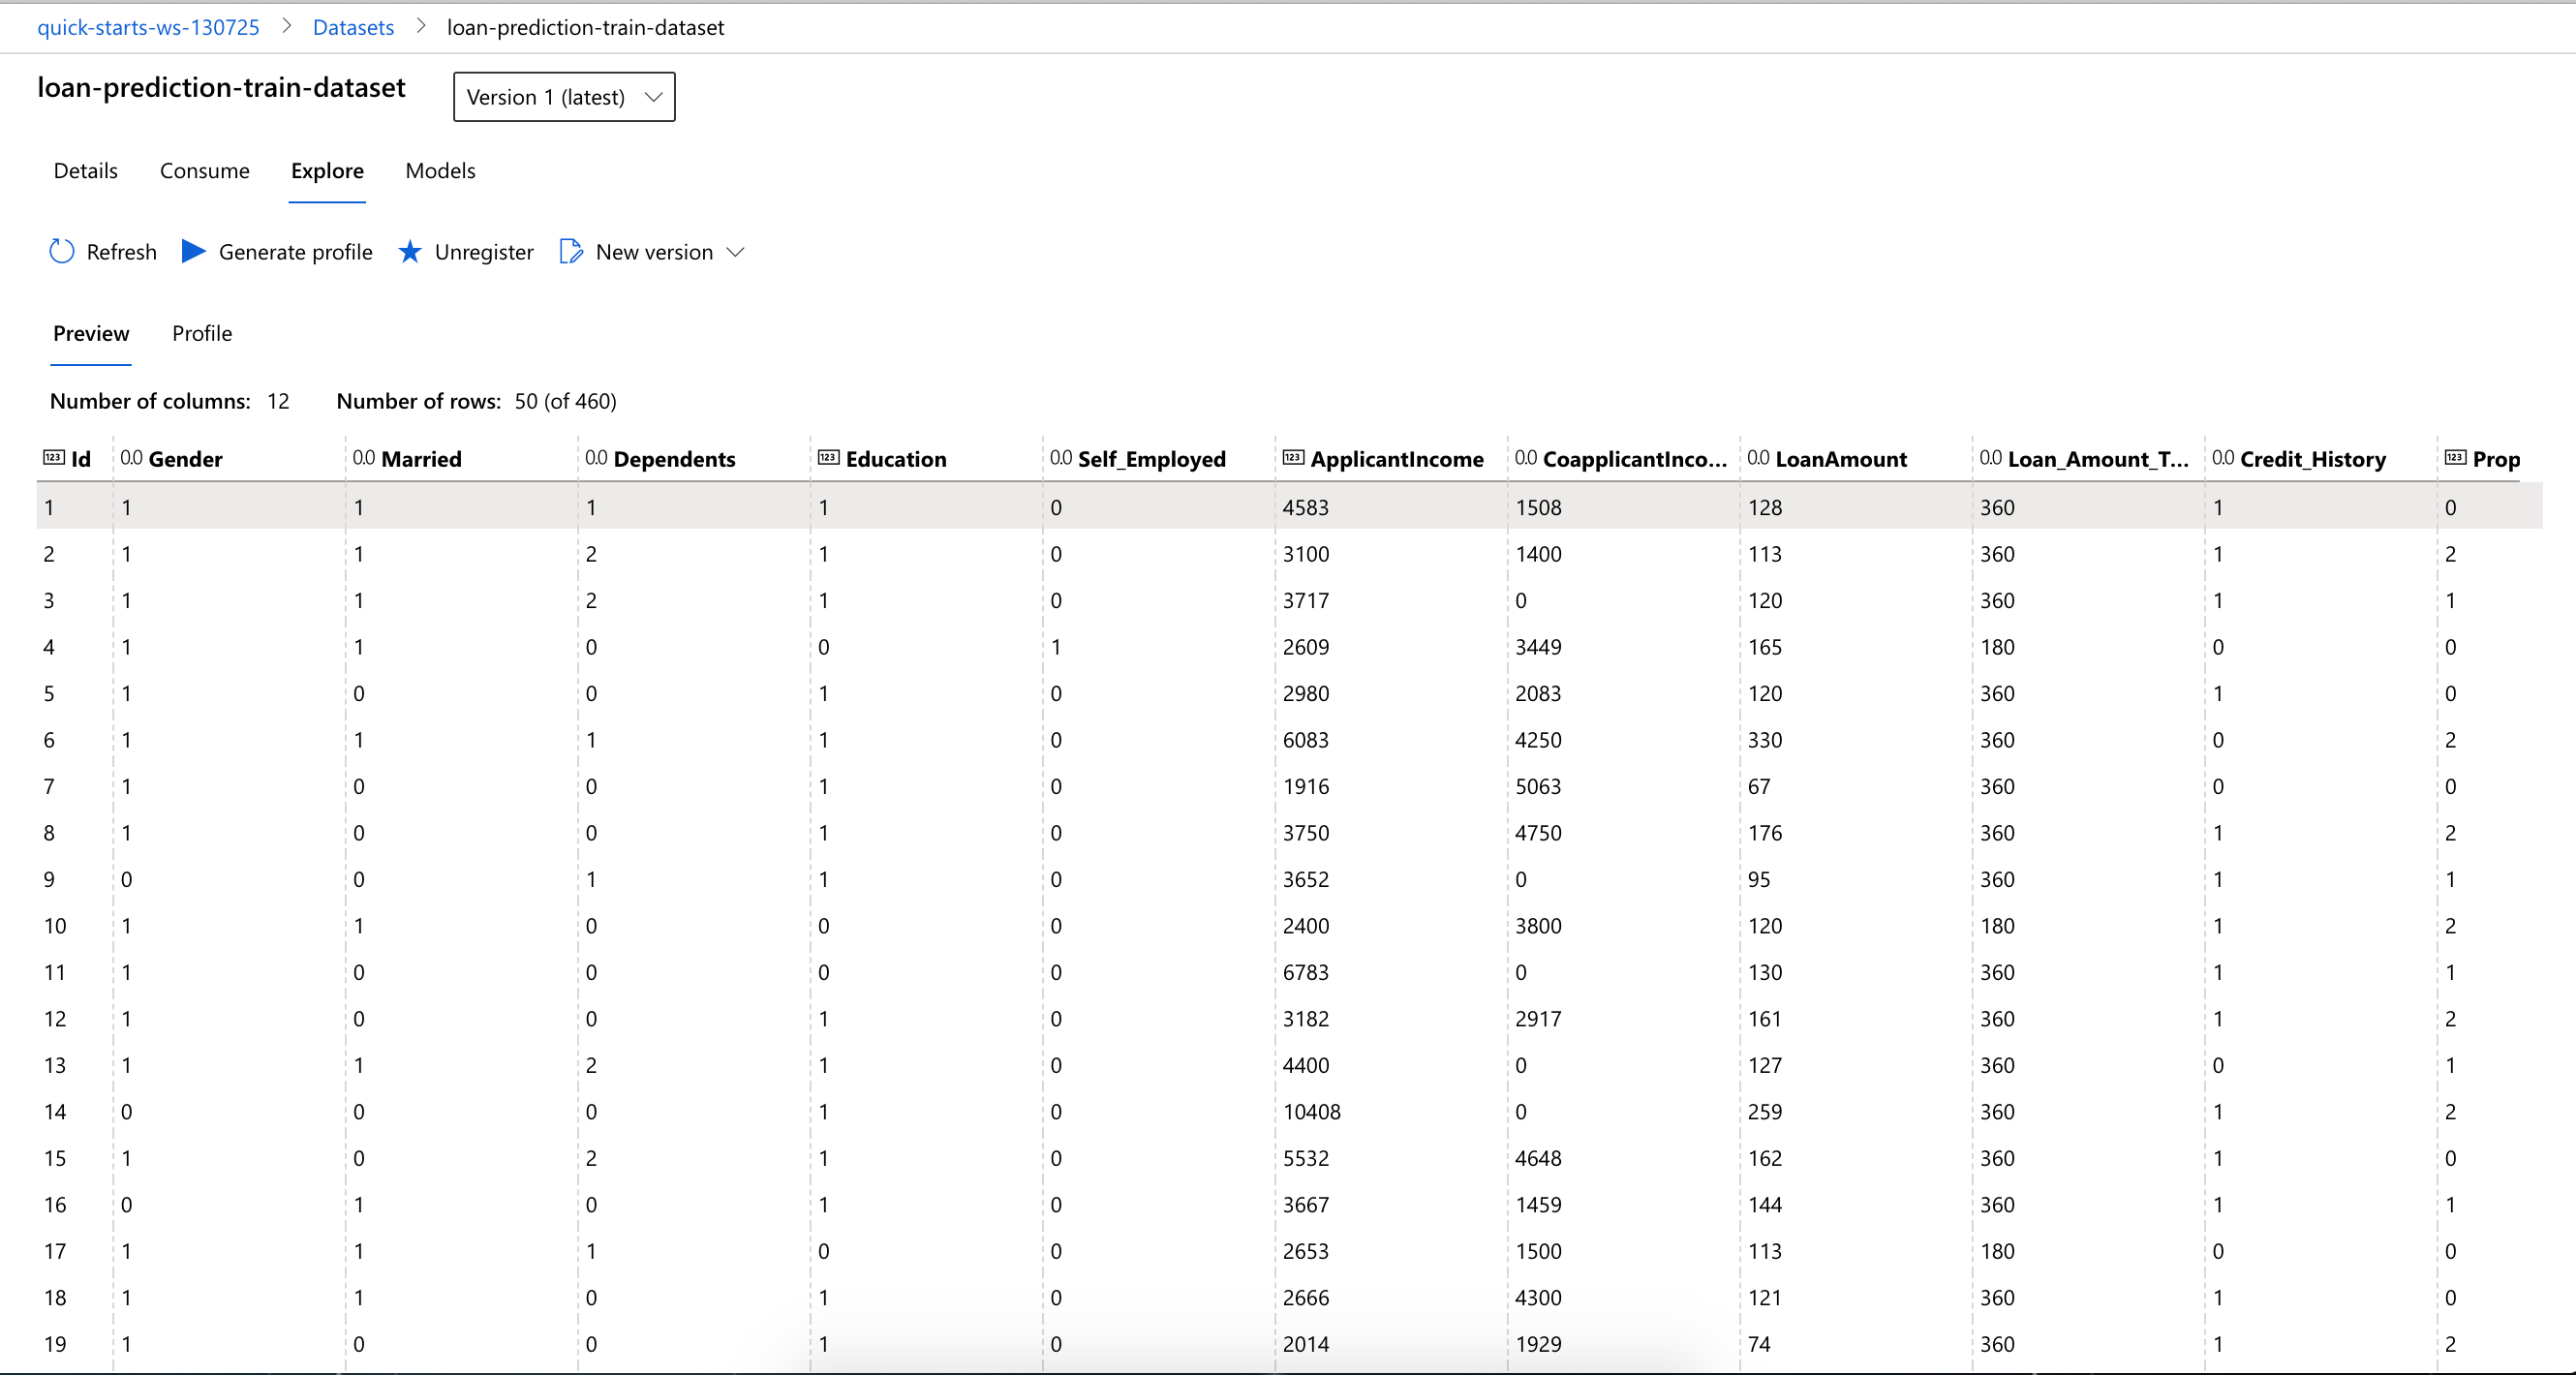 quick-starts-ws-130725 > Datasets > loan-prediction-train-dataset
loan-prediction-train-dataset Version 1 (latest)
Details Consume Explore Models
Refresh Generate profile Unregister New version
Preview Profile
Number of columns: 12 Number of rows: 50 (of 460)
123 Id 0.0 Gender 0.0 Married 0.0 Dependents 123 Education 0.0 Self_Employed 123 ApplicantIncome 0.0 CoapplicantInco... 0.0 LoanAmount 0.0 Loan_Amount_T... 0.0 Credit_History 123 Prop
1 1 1 1 1 0 4583 1508 128 360 1 0
2 1 1 2 1 0 3100 1400 113 360 1 2
3 1 1 2 1 0 3717 0 120 360 1 1
4 1 1 0 0 1 2609 3449 165 180 0 0
5 1 0 0 1 0 2980 2083 120 360 1 0
6 1 1 1 1 0 6083 4250 330 360 0 2
7 1 0 0 1 0 1916 5063 67 360 0 0
8 1 0 0 1 0 3750 4750 176 360 1 2
9 0 0 1 1 0 3652 0 95 360 1 1
10 1 1 0 0 0 2400 3800 120 180 1 2
11 1 0 0 0 0 6783 0 130 360 1 1
12 1 0 0 1 0 3182 2917 161 360 1 2
13 1 1 2 1 0 4400 0 127 360 0 1
14 0 0 0 1 0 10408 0 259 360 1 2
15 1 0 2 1 0 5532 4648 162 360 1 0
16 0 1 0 1 0 3667 1459 144 360 1 1
17 1 1 1 0 0 2653 1500 113 180 0 0
18 1 1 0 1 0 2666 4300 121 360 1 0
19 1 0 0 1 0 2014 1929 74 360 1 2